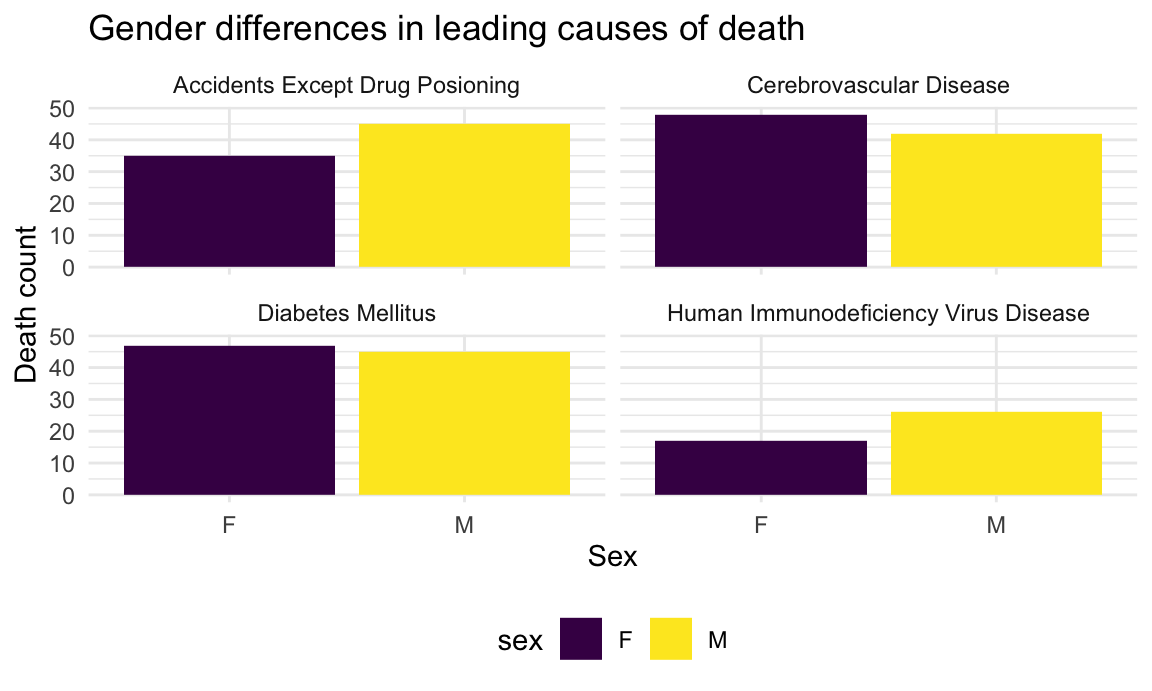 Gender differences in leading causes of death
Accidents Except Drug Posioning
Cerebrovascular Disease
50
40
30
20
10
0
Diabetes Mellitus
Human Immunodeficiency Virus Disease
50
40
30
20
10
0
Death count
F
M
F
M
Sex
sex F M